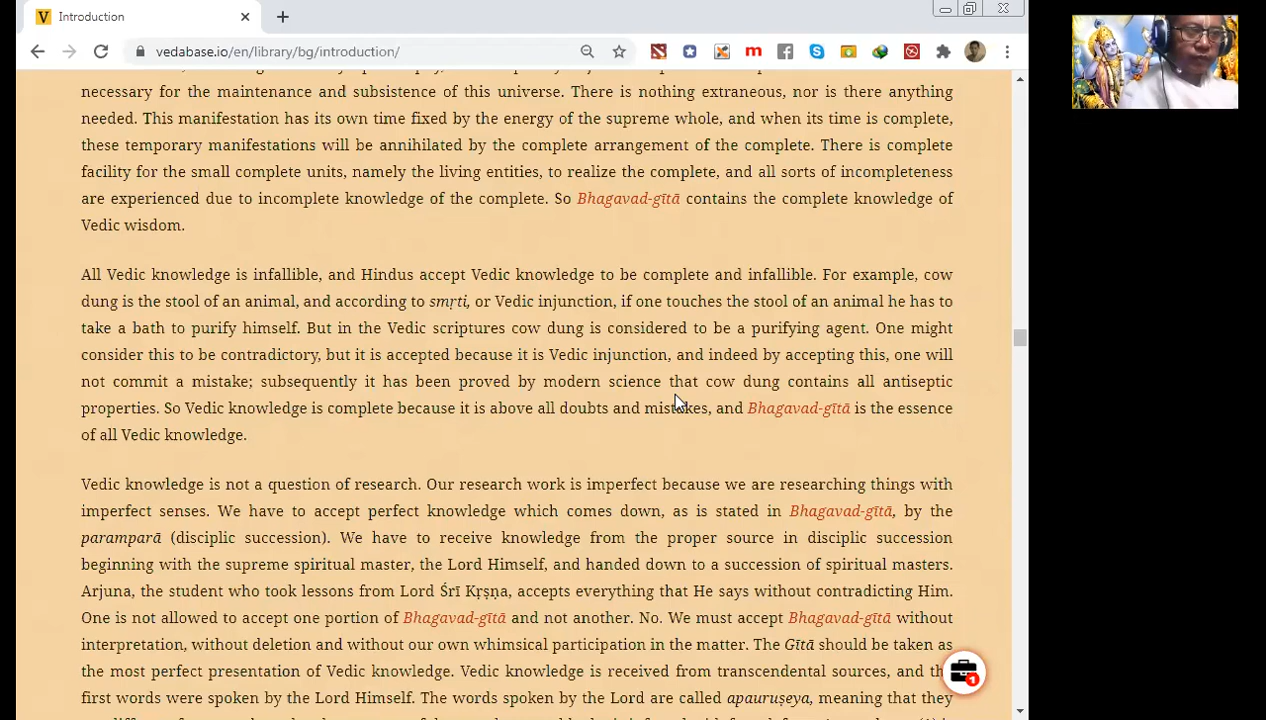 Introduction
vedabase.io/en/library/bg/introduction/
necessary for the maintenance and subsistence of this universe. There is nothing extraneous, nor is there anything
needed. This manifestation has its own time fixed by the energy of the supreme whole, and when its time is complete,
these temporary manifestations will be annihilated by the complete arrangement of the complete. There is complete
facility for the small complete units, namely the living entities, to realize the complete, and all sorts of incompleteness
are experienced due to incomplete knowledge of the complete. So Bhagavad-gītā contains the complete knowledge of
Vedic wisdom.
All Vedic knowledge is infallible, and Hindus accept Vedic knowledge to be complete and infallible. For example, cow
dung is the stool of an animal, and according to smṛti, or Vedic injunction, if one touches the stool of an animal he has to
take a bath to purify himself. But in the Vedic scriptures cow dung is considered to be a purifying agent. One might
consider this to be contradictory, but it is accepted because it is Vedic injunction, and indeed by accepting this, one will
not commit a mistake; subsequently it has been proved by modern science that cow dung contains all antiseptic
properties. So Vedic knowledge is complete because it is above all doubts and mistakes, and Bhagavad-gītā is the essence
of all Vedic knowledge.
Vedic knowledge is not a question of research. Our research work is imperfect because we are researching things with
imperfect senses. We have to accept perfect knowledge which comes down, as is stated in Bhagavad-gītā, by the
paramparā (disciplic succession). We have to receive knowledge from the proper source in disciplic succession
beginning with the supreme spiritual master, the Lord Himself, and handed down to a succession of spiritual masters.
Arjuna, the student who took lessons from Lord Śrī Kṛṣṇa, accepts everything that He says without contradicting Him.
One is not allowed to accept one portion of Bhagavad-gītā and not another. No. We must accept Bhagavad-gītā without
interpretation, without deletion and without our own whimsical participation in the matter. The Gītā should be taken as
the most perfect presentation of Vedic knowledge. Vedic knowledge is received from transcendental sources, and
first words were spoken by the Lord Himself. The words spoken by the Lord are called apauruṣeya, meaning that they